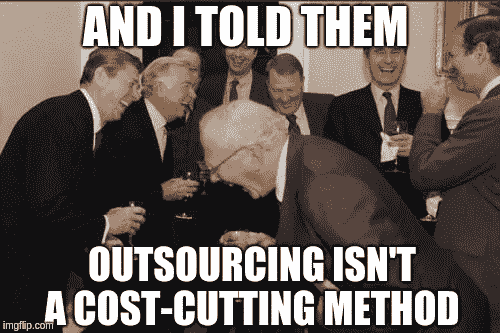 AND I TOLD THEM
OUTSOURCING ISN'T
A COST-CUTTING METHOD
imgflip.com